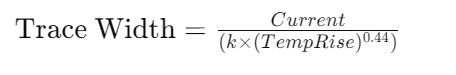 Trace Width = Current / (k×(TempRise)^0.44)